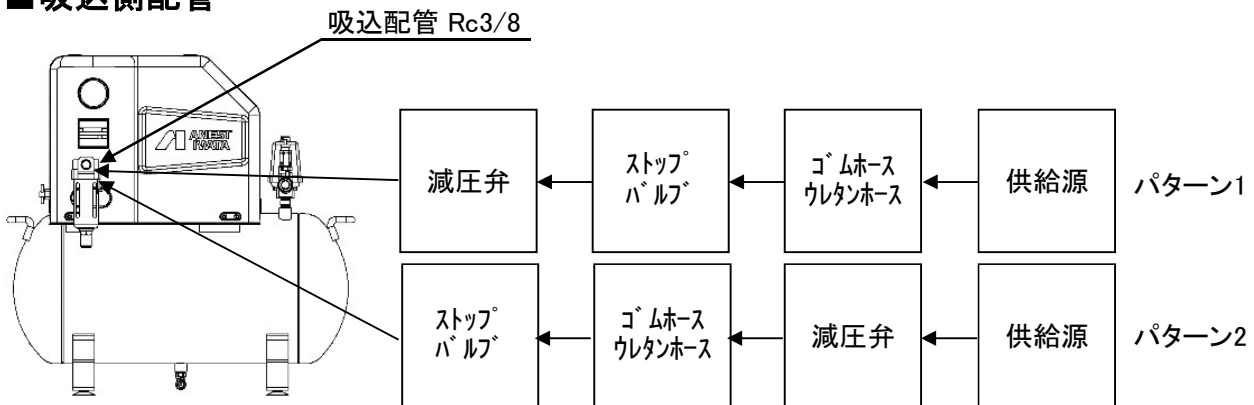 ■吸込側配管
吸込配管 Rc3/8
ANEST
IWATA
減圧弁
ｽﾄｯﾌﾟ
ﾊﾞﾙﾌﾞ
ｺﾞﾑﾎｰｽ
ｳﾚﾀﾝﾎｰｽ
供給源
パターン1
ｽﾄｯﾌﾟ
ﾊﾞﾙﾌﾞ
ｺﾞﾑﾎｰｽ
ｳﾚﾀﾝﾎｰｽ
減圧弁
供給源
パターン2